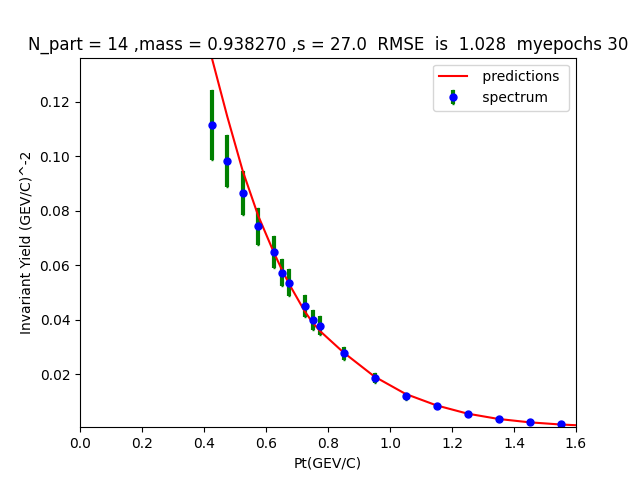 N_part = 14 ,mass = 0.938270 ,s = 27.0  RMSE  is  1.028  myepochs 30
predictions
spectrum
Invariant Yield (GEV/C)^-2
0.12
0.10
0.08
0.06
0.04
0.02
0.0 0.2 0.4 0.6 0.8 1.0 1.2 1.4 1.6
Pt(GEV/C)